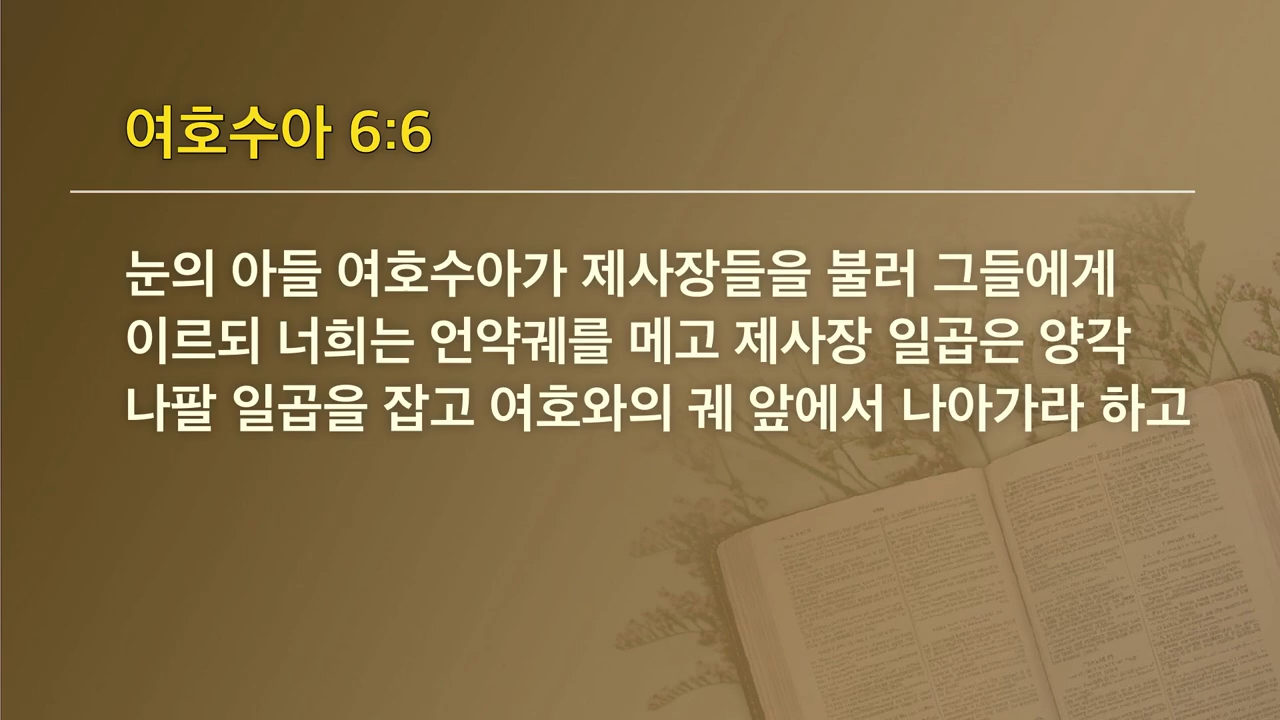 여호수아 6:6
눈의 아들 여호수아가 제사장들을 불러 그들에게
이르되 너희는 언약궤를 메고 제사장 일곱은 양각
나팔 일곱을 잡고 여호와의 궤 앞에서 나아가라 하고